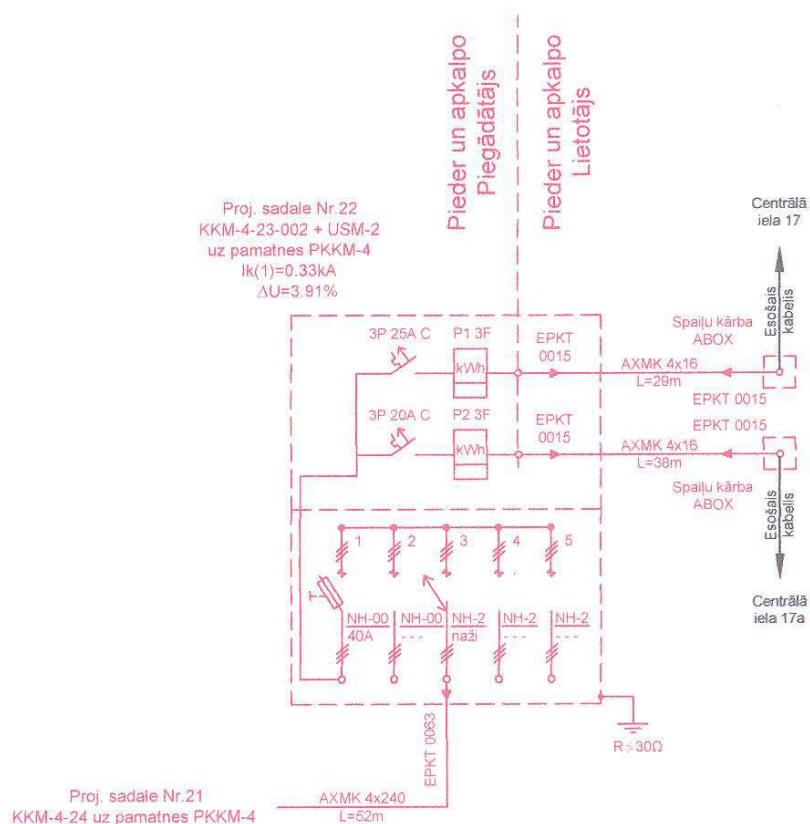 Pieder un apkalpo
Piegādātājs
Pieder un apkalpo
Lietotājs
Proj. sadale Nr.22
KKM-4-23-002 + USM-2
uz pamatnes PKKM-4
Ik(1)=0.33kA
ΔU=3.91%
Centrālā
iela 17
Esošais
kabelis
3P 25A C
P1 3F
kWh
EPKT
0015
AXMK 4x16
L=29m
Spaiļu kārba
ABOX
EPKT 0015
3P 20A C
P2 3F
kWh
EPKT
0015
AXMK 4x16
L=38m
EPKT 0015
Spaiļu kārba
ABOX
Esošais
kabelis
Centrālā
iela 17a
1
2
3
4
5
NH-00
40A
NH-00
---
NH-2
naži
NH-2
---
NH-2
---
EPKT 0063
R≤30Ω
Proj. sadale Nr.21
KKM-4-24 uz pamatnes PKKM-4
AXMK 4x240
L=52m